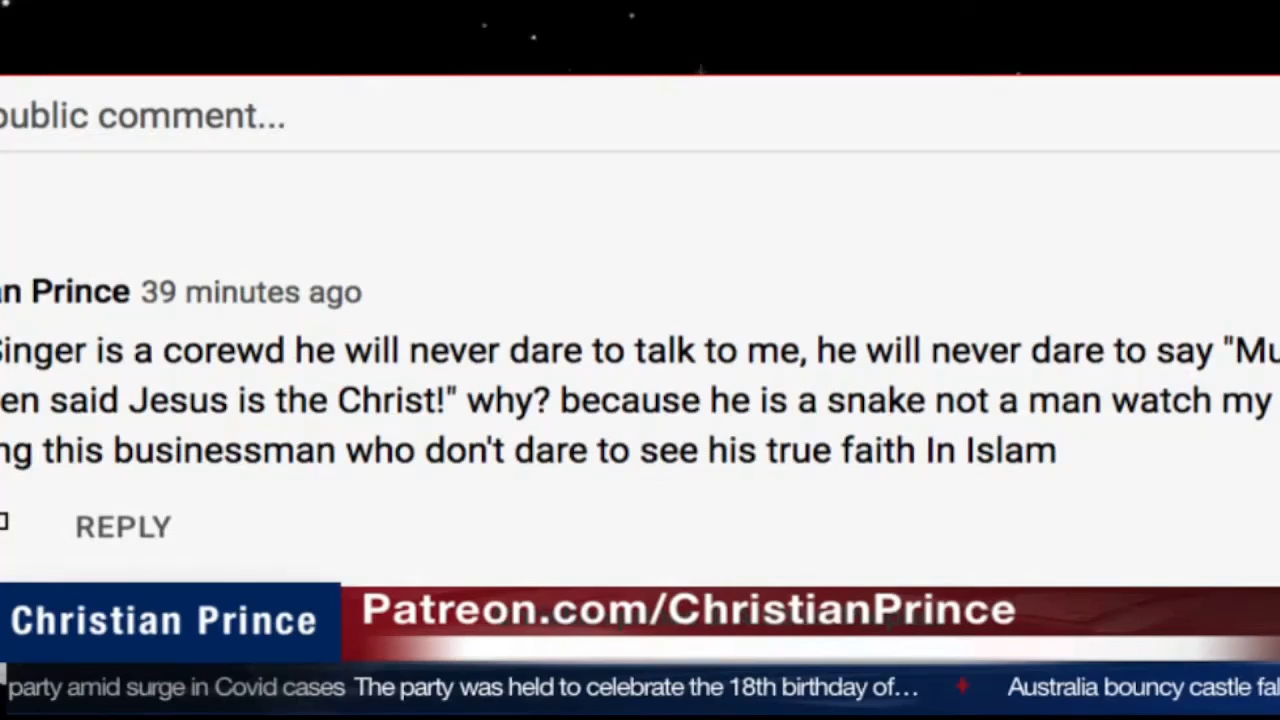 public comment...
an Prince 39 minutes ago
Singer is a corewd he will never dare to talk to me, he will never dare to say "Mu
en said Jesus is the Christ!" why? because he is a snake not a man watch my
ng this businessman who don't dare to see his true faith In Islam
REPLY
Christian Prince
Patreon.com/ChristianPrince
party amid surge in Covid cases The party was held to celebrate the 18th birthday of... Australia bouncy castle fal